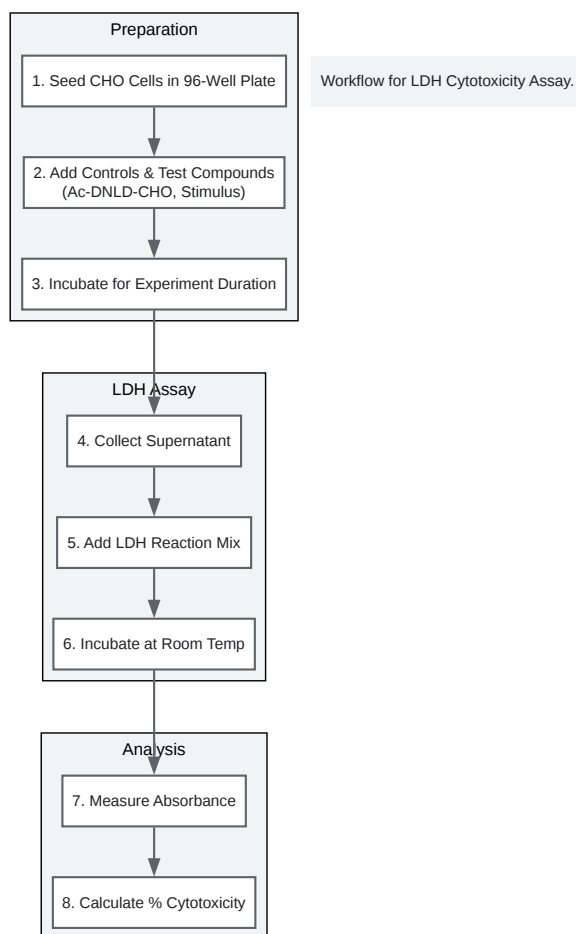 Preparation
1. Seed CHO Cells in 96-Well Plate
Workflow for LDH Cytotoxicity Assay.
2. Add Controls & Test Compounds
(Ac-DNLD-CHO, Stimulus)
3. Incubate for Experiment Duration
LDH Assay
4. Collect Supernatant
5. Add LDH Reaction Mix
6. Incubate at Room Temp
Analysis
7. Measure Absorbance
8. Calculate % Cytotoxicity